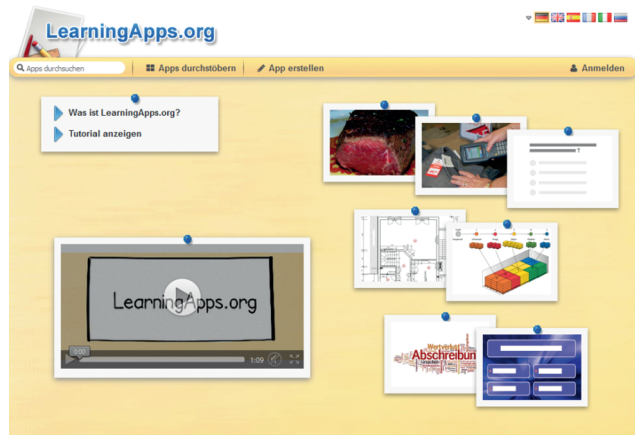 LearningApps.org
Apps durchsuchen
Apps durchstöbern
App erstellen
Anmelden
Was ist LearningApps.org?
Tutorial anzeigen
?
LearningApps.org
0:00
1:09
Wertverlust
Abschreibun